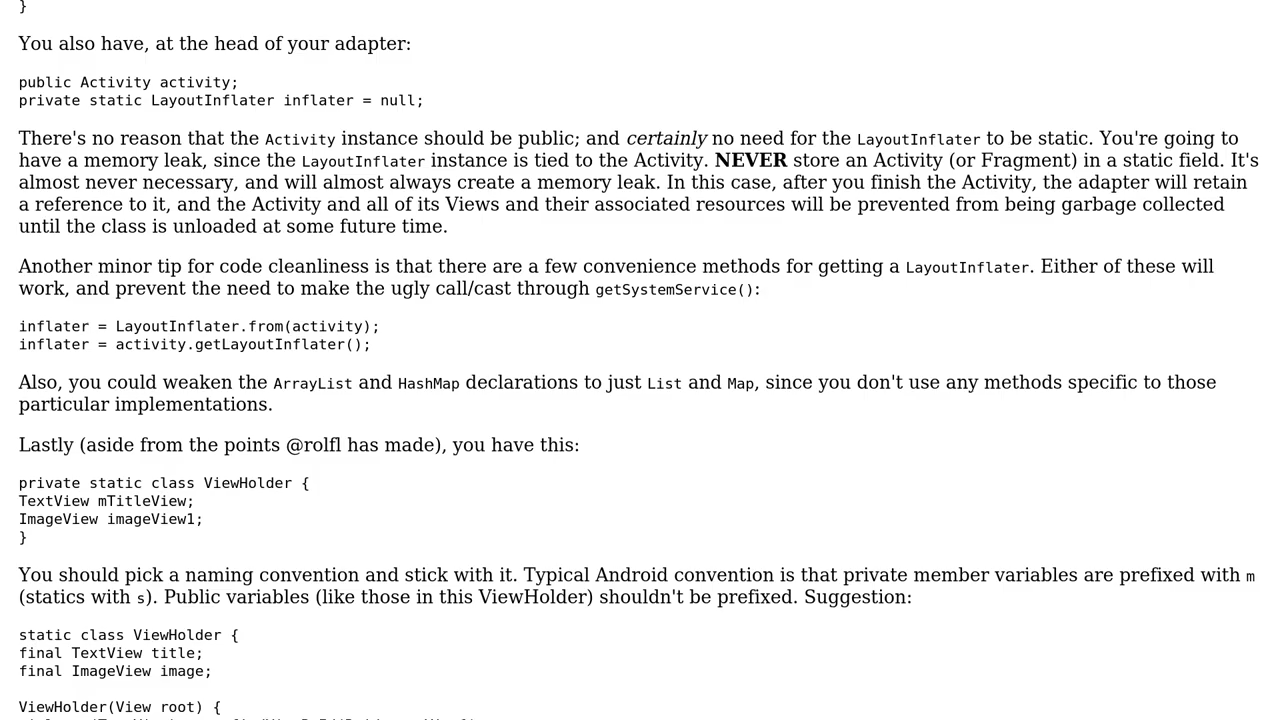 }
You also have, at the head of your adapter:
public Activity activity;
private static LayoutInflater inflater = null;
There's no reason that the Activity instance should be public; and certainly no need for the LayoutInflater to be static. You're going to
have a memory leak, since the LayoutInflater instance is tied to the Activity. NEVER store an Activity (or Fragment) in a static field. It's
almost never necessary, and will almost always create a memory leak. In this case, after you finish the Activity, the adapter will retain
a reference to it, and the Activity and all of its Views and their associated resources will be prevented from being garbage collected
until the class is unloaded at some future time.
Another minor tip for code cleanliness is that there are a few convenience methods for getting a LayoutInflater. Either of these will
work, and prevent the need to make the ugly call/cast through getSystemService():
inflater = LayoutInflater.from(activity);
inflater = activity.getLayoutInflater();
Also, you could weaken the ArrayList and HashMap declarations to just List and Map, since you don't use any methods specific to those
particular implementations.
Lastly (aside from the points @rolfl has made), you have this:
private static class ViewHolder {
TextView mTitleView;
ImageView imageView1;
}
You should pick a naming convention and stick with it. Typical Android convention is that private member variables are prefixed with m
(statics with s). Public variables (like those in this ViewHolder) shouldn't be prefixed. Suggestion:
static class ViewHolder {
final TextView title;
final ImageView image;
ViewHolder(View root) {